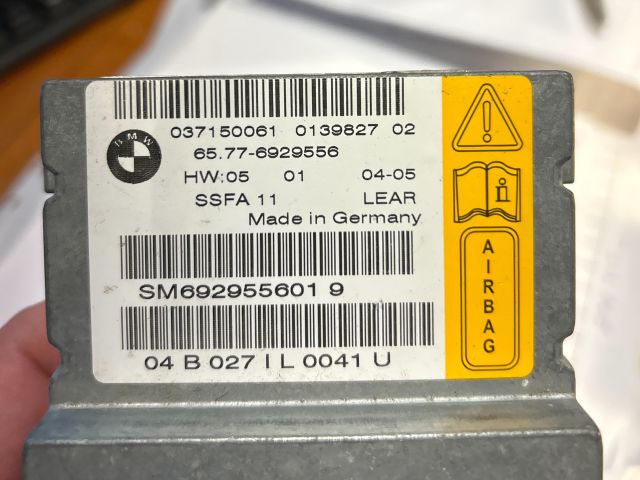 037150061 0139827 02
BMW
65.77-6929556
HW:05 01 04-05
SSFA 11 LEAR
Made in Germany
SM692955601 9
04 B 027 I L 0041 U
!
i
AIRBAG